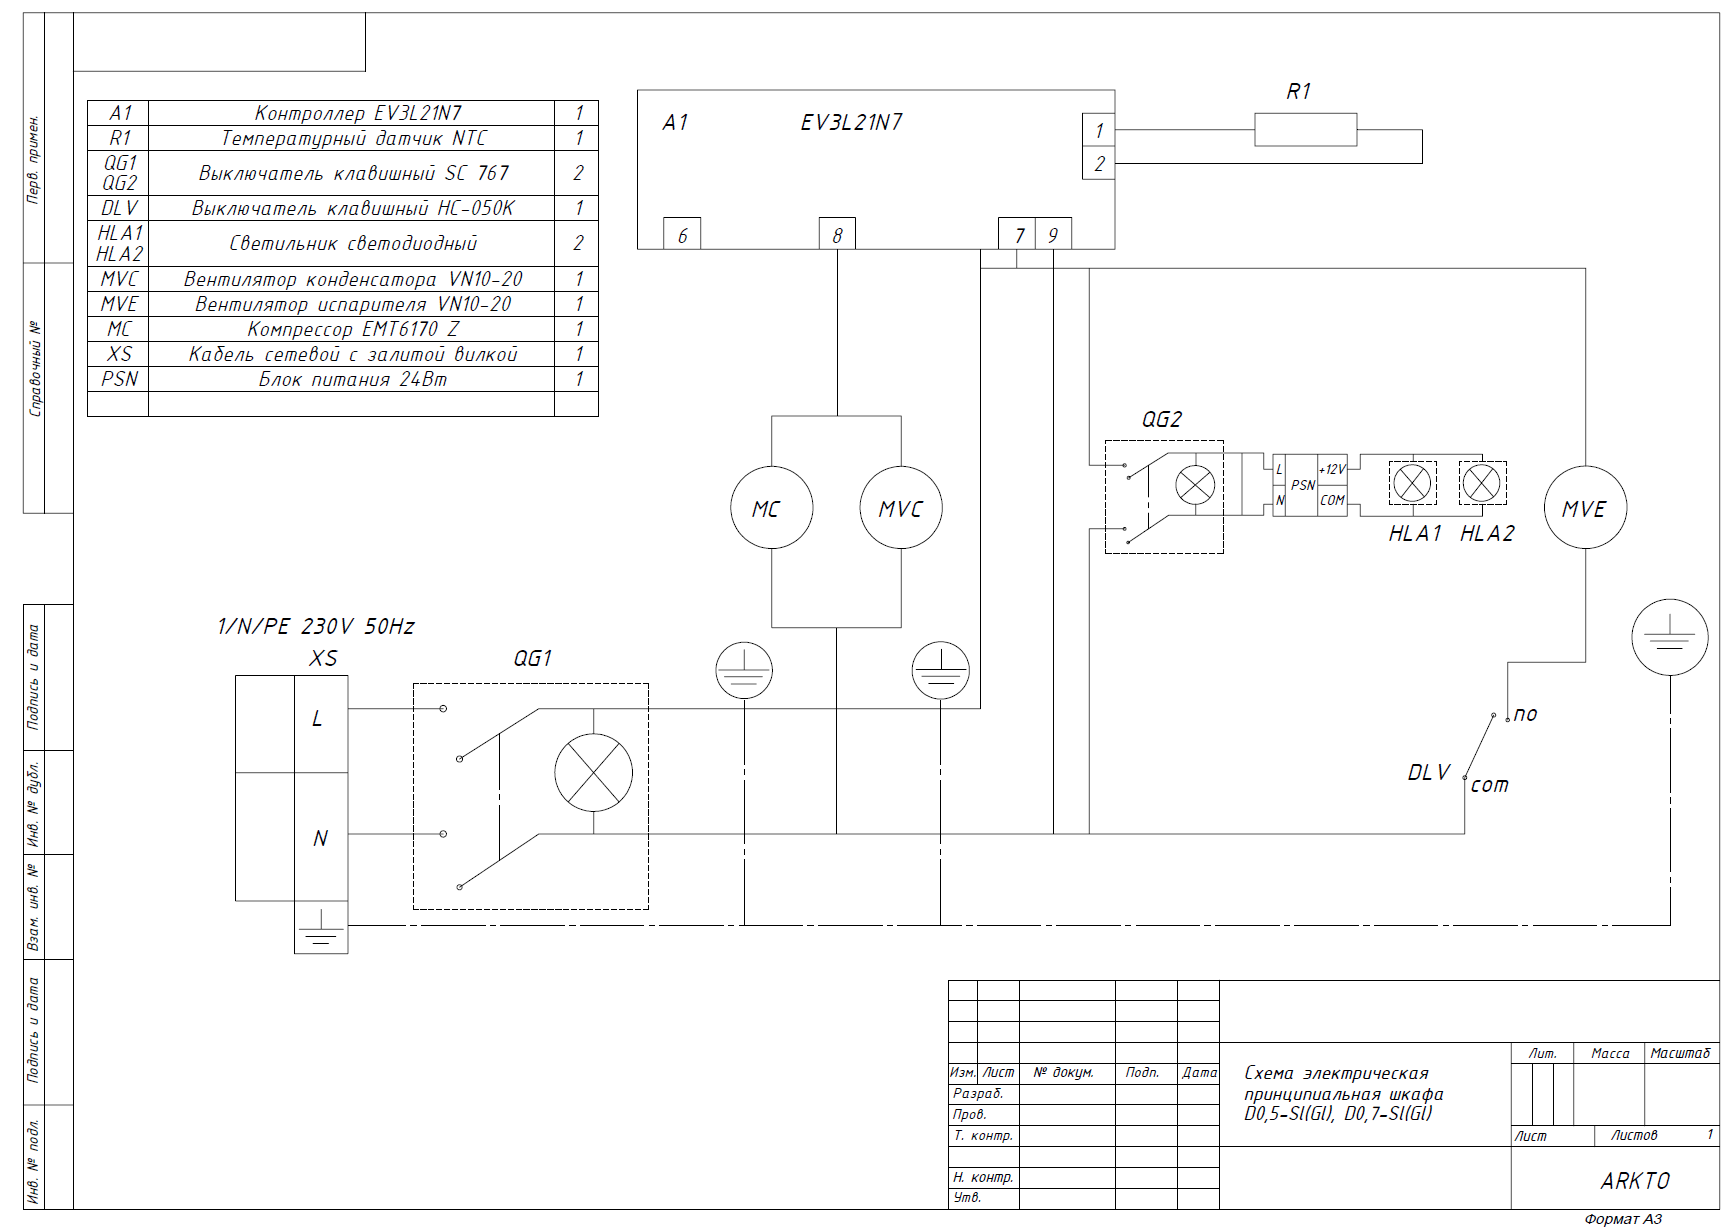 Перв. примен.
Справочный №
Подпись и дата
Инв. № дубл.
Взам. инв. №
Подпись и дата
Инв. № подл.
A1 Контроллер EV3L21N7 1
R1 Температурный датчик NTC 1
QG1
QG2 Выключатель клавишный SC 767 2
DLV Выключатель клавишный HC-050K 1
HLA1
HLA2 Светильник светодиодный 2
MVC Вентилятор конденсатора VN10-20 1
MVE Вентилятор испарителя VN10-20 1
MC Компрессор EMT6170 Z 1
XS Кабель сетевой с залитой вилкой 1
PSN Блок питания 24Вт 1
A1 EV3L21N7
1
2
6 8 7 9
R1
QG2
L
N
PSN
+12V
COM
HLA1 HLA2
MC MVC MVE
1/N/PE 230V 50Hz
XS QG1
L
N
no
DLV
com
Изм. Лист № докум. Подп. Дата
Разраб.
Пров.
Т. контр.
Н. контр.
Утв.
Схема электрическая
принципиальная шкафа
D0,5-Sl(Gl), D0,7-Sl(Gl)
Лит. Масса Масштаб
Лист Листов 1
ARKTO
Формат А3